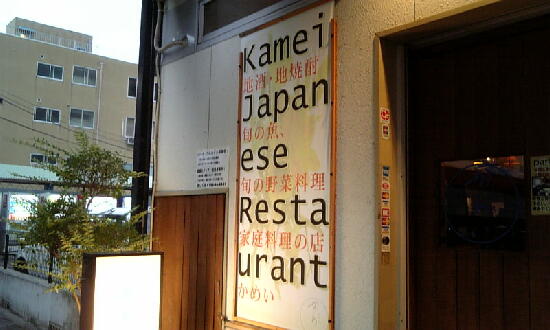 Kamei
地酒・地焼酎
Japan
旬の魚、
ese
旬の野菜料理
Resta
家庭料理の店
urant
かめい